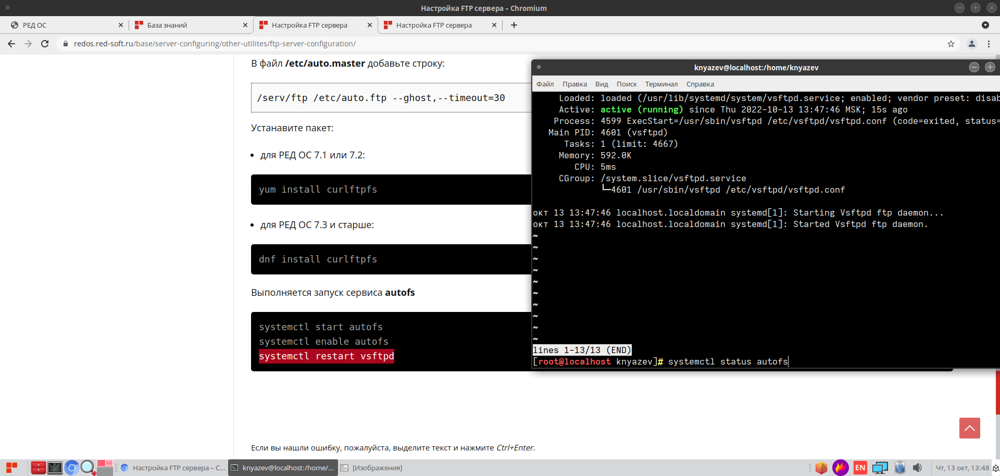 Настройка FTP сервера – Chromium
РЕД ОС
База знаний
Настройка FTP сервера
Настройка FTP сервера
redos.red-soft.ru/base/server-configuring/other-utilites/ftp-server-configuration/
В файл /etc/auto.master добавьте строку:
/serv/ftp /etc/auto.ftp --ghost,--timeout=30
Устанавите пакет:
• для РЕД ОС 7.1 или 7.2:
yum install curlftpfs
• для РЕД ОС 7.3 и старше:
dnf install curlftpfs
Выполняется запуск сервиса autofs
systemctl start autofs
systemctl enable autofs
systemctl restart vsftpd
Если вы нашли ошибку, пожалуйста, выделите текст и нажмите Ctrl+Enter.
knyazev@localhost:/home/knyazev
Файл Правка Вид Поиск Терминал Справка
Loaded: loaded (/usr/lib/systemd/system/vsftpd.service; enabled; vendor preset: disab
Active: active (running) since Thu 2022-10-13 13:47:46 MSK; 15s ago
Process: 4599 ExecStart=/usr/sbin/vsftpd /etc/vsftpd/vsftpd.conf (code=exited, status=
Main PID: 4601 (vsftpd)
Tasks: 1 (limit: 4667)
Memory: 592.0K
CPU: 5ms
CGroup: /system.slice/vsftpd.service
└─4601 /usr/sbin/vsftpd /etc/vsftpd/vsftpd.conf
окт 13 13:47:46 localhost.localdomain systemd[1]: Starting Vsftpd ftp daemon...
окт 13 13:47:46 localhost.localdomain systemd[1]: Started Vsftpd ftp daemon.
~
~
~
~
~
~
~
~
~
~
lines 1-13/13 (END)
[root@localhost knyazev]# systemctl status autofs
Настройка FTP сервера – C...
knyazev@localhost:/home/...
[Изображения]
EN
Чт, 13 окт, 13:48